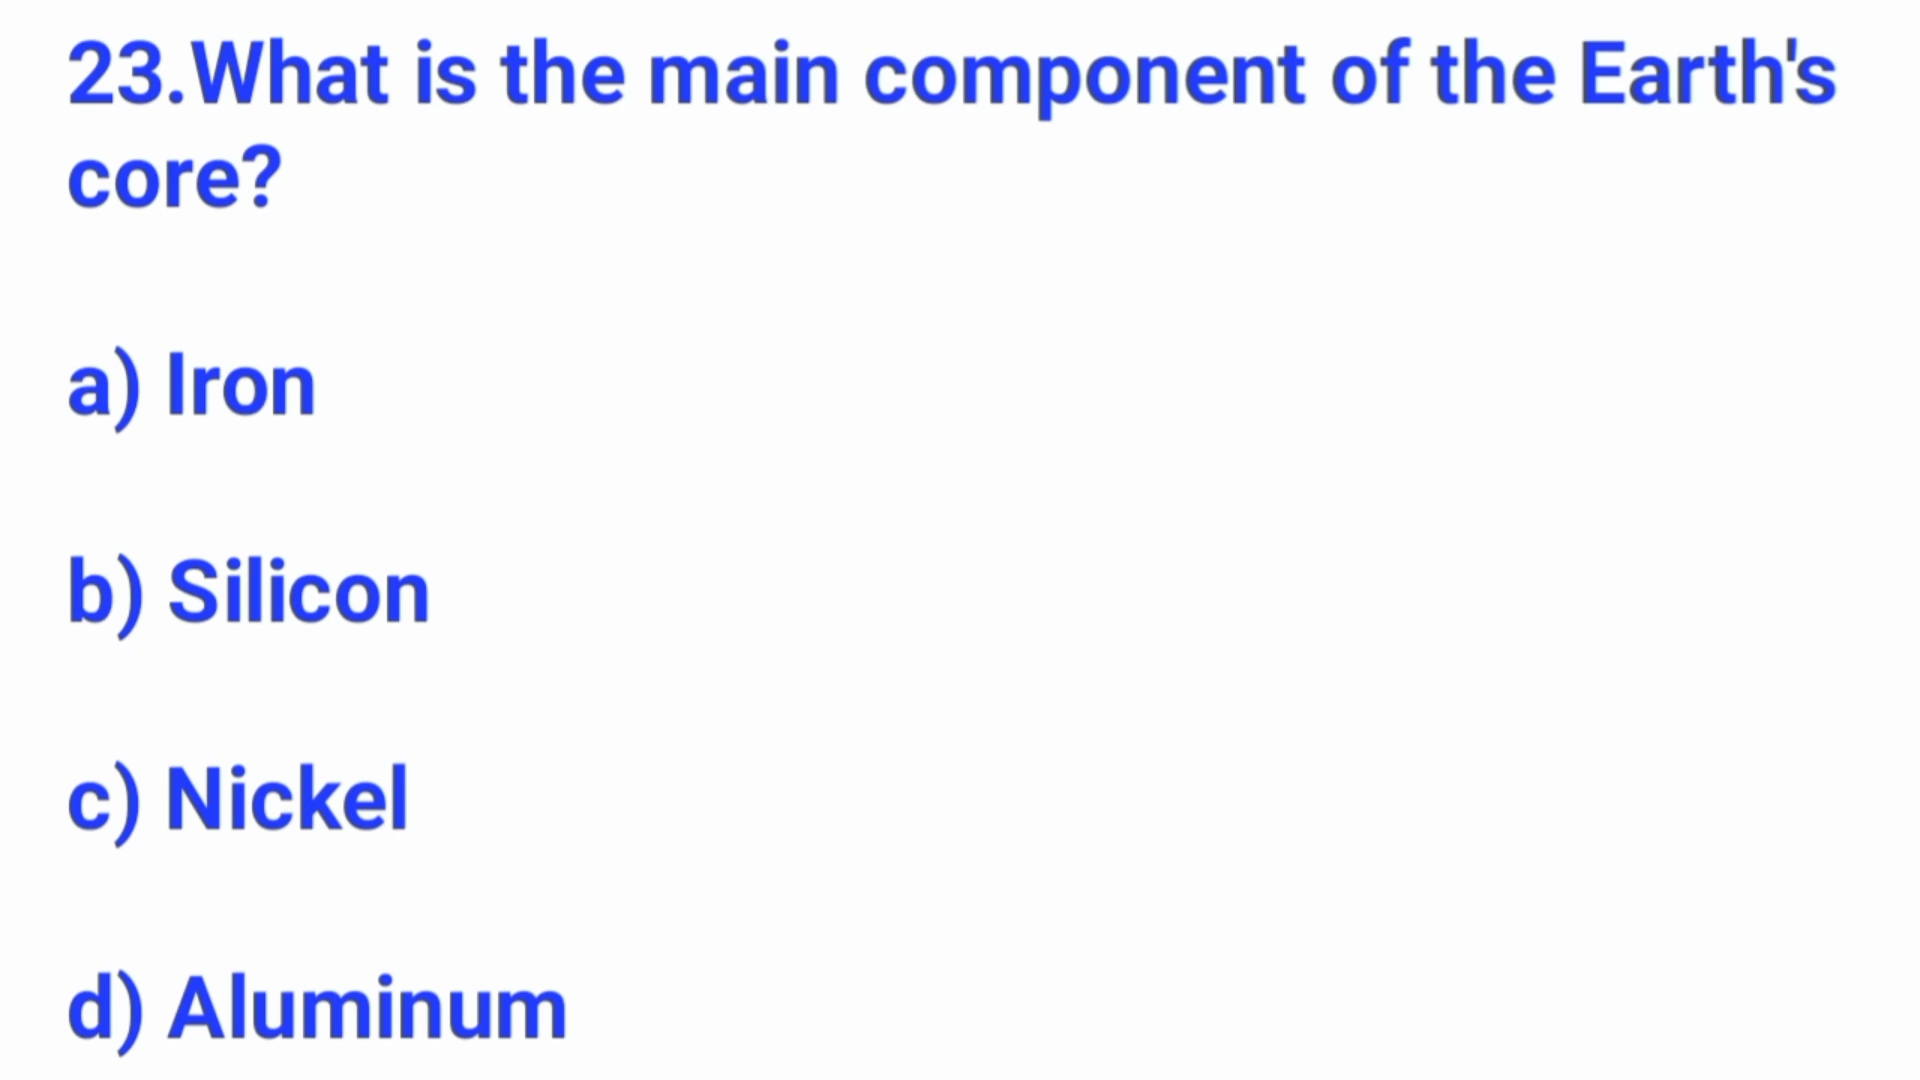 23.What is the main component of the Earth's
core?
a) Iron
b) Silicon
c) Nickel
d) Aluminum